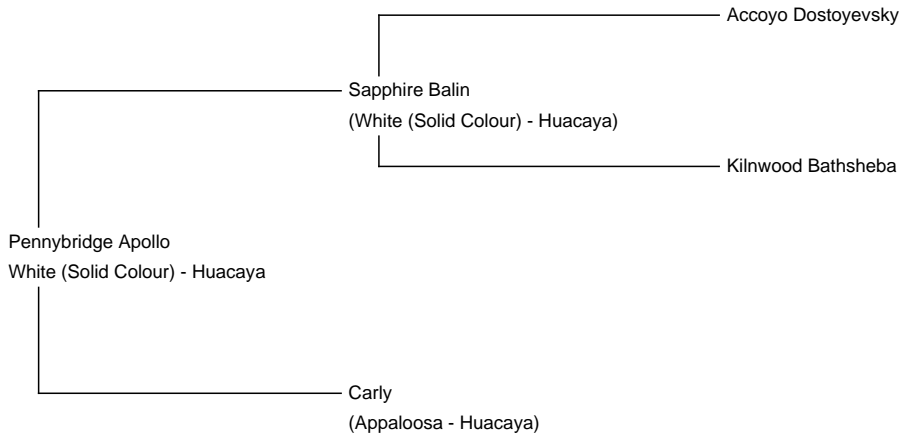 Accoyo Dostoyevsky
Sapphire Balin
(White (Solid Colour) - Huacaya)
Kilnwood Bathsheba
Pennybridge Apollo
White (Solid Colour) - Huacaya
Carly
(Appaloosa - Huacaya)